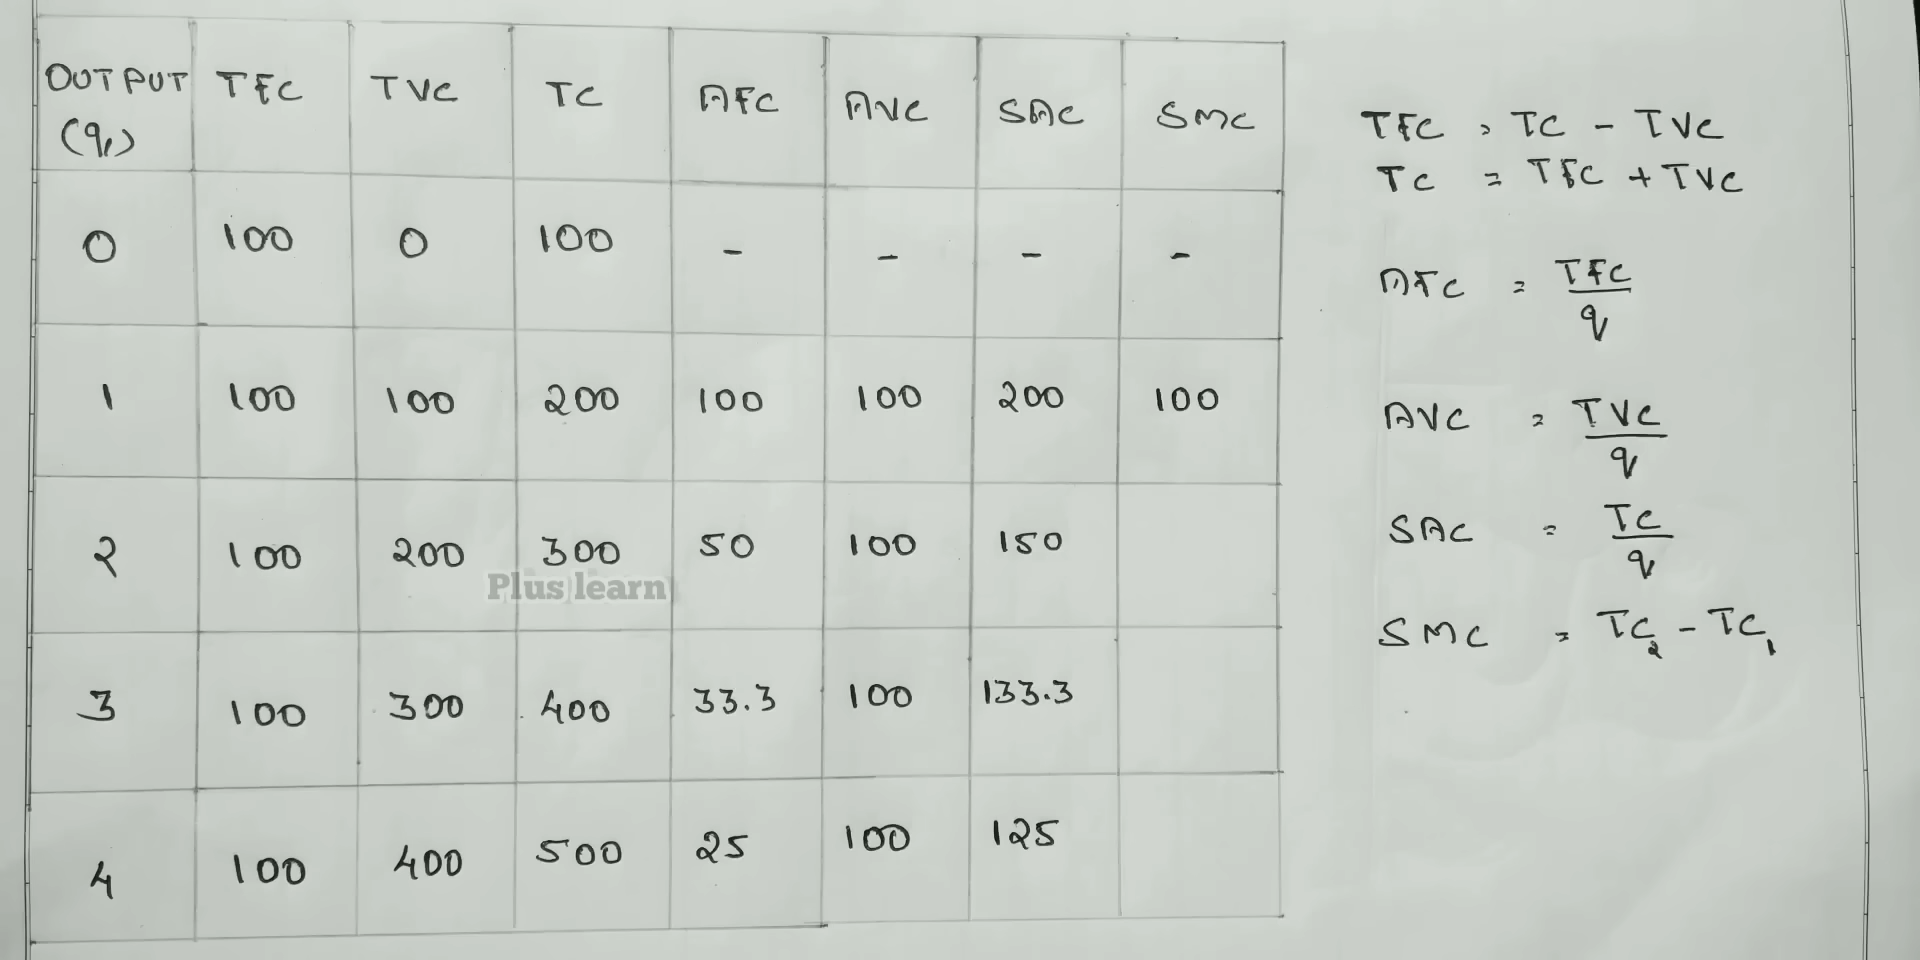 OUTPUT (q) TFC TVC TC AFC AVC SAC SMC
0 100 0 100 - - - -
1 100 100 200 100 100 200 100
2 100 200 300 50 100 150
Plus learn
3 100 300 400 33.3 100 133.3
4 100 400 500 25 100 125
TFC = TC - TVC
TC = TFC + TVC
AFC = TFC
q
AVC = TVC
q
SAC = TC
q
SMC = TC2 - TC1